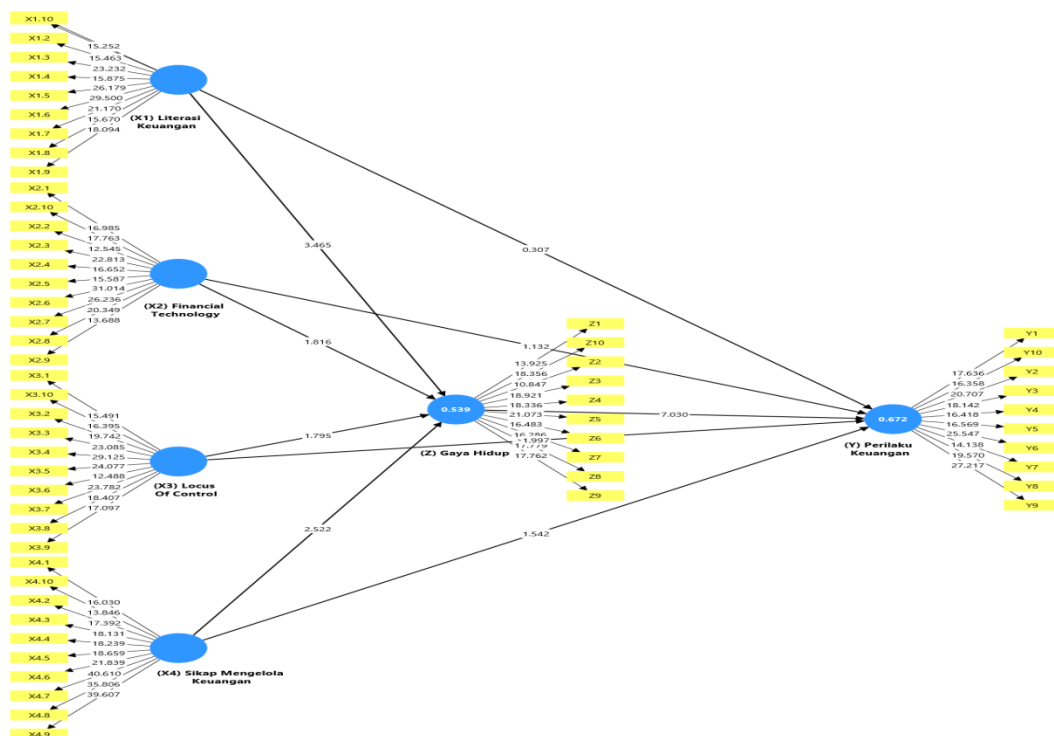 X1.10
X1.2
X1.3
X1.4
X1.5
X1.6
X1.7
X1.8
X1.9
15.252
15.463
23.232
15.875
26.179
29.500
21.170
15.670
18.094
(X1) Literasi
Keuangan
X2.1
X2.10
X2.2
X2.3
X2.4
X2.5
X2.6
X2.7
X2.8
X2.9
16.985
17.763
12.545
22.813
16.652
15.587
31.014
26.236
20.349
13.688
(X2) Financial
Technology
X3.1
X3.10
X3.2
X3.3
X3.4
X3.5
X3.6
X3.7
X3.8
X3.9
15.491
16.395
19.742
23.085
29.125
24.077
12.488
23.782
18.407
17.097
(X3) Locus
Of Control
X4.1
X4.10
X4.2
X4.3
X4.4
X4.5
X4.6
X4.7
X4.8
X4.9
16.030
13.846
17.392
18.131
18.239
18.659
21.839
40.610
35.806
39.607
(X4) Sikap Mengelola
Keuangan
3.465
0.307
1.816
1.132
1.795
1.997
2.522
1.542
7.030
0.539
(Z) Gaya Hidup
Z1
Z10
Z2
Z3
Z4
Z5
Z6
Z7
Z8
Z9
13.925
18.356
10.847
18.921
18.336
21.073
16.483
17.762
0.672
(Y) Perilaku
Keuangan
Y1
Y10
Y2
Y3
Y4
Y5
Y6
Y7
Y8
Y9
17.636
16.358
20.707
18.142
16.418
16.569
25.547
14.138
19.570
27.217